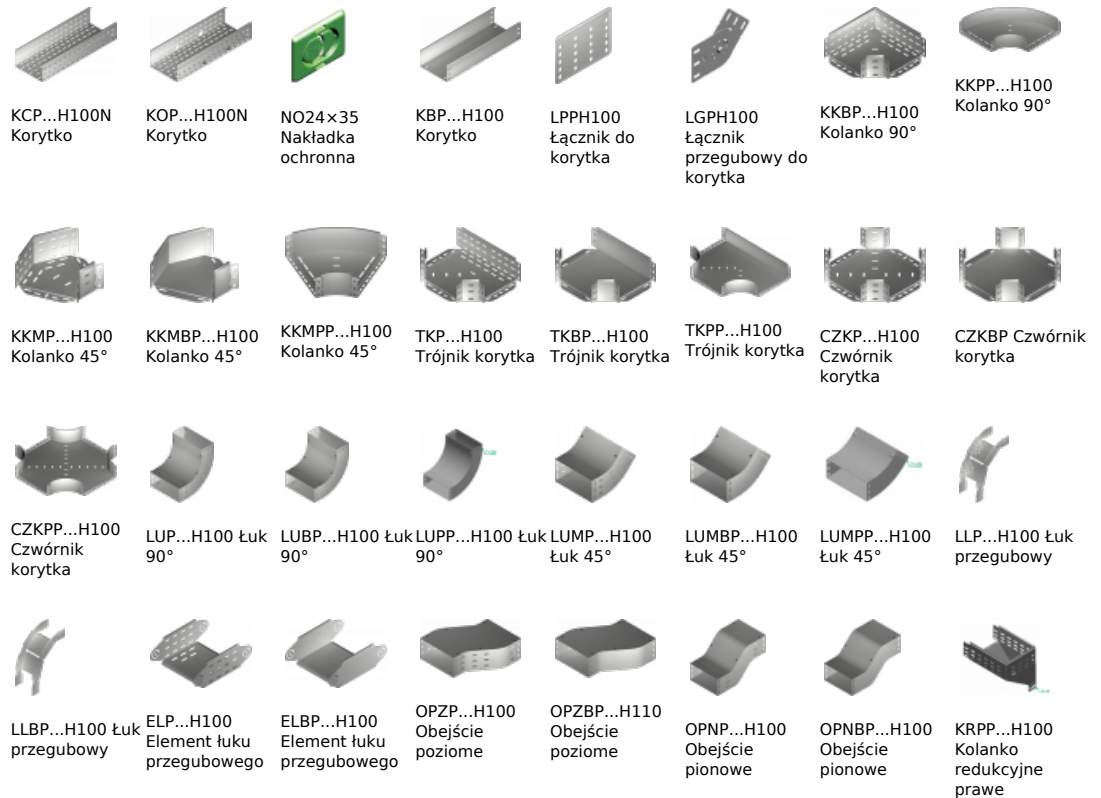 KCP...H100N
Korytko
KOP...H100N
Korytko
NO24×35
Nakładka
ochronna
KBP...H100
Korytko
LPPH100
Łącznik do
korytka
LGPH100
Łącznik
przegubowy do
korytka
KKBP...H100
Kolanko 90°
KKPP...H100
Kolanko 90°
KKMP...H100
Kolanko 45°
KKMBP...H100
Kolanko 45°
KKMPP...H100
Kolanko 45°
TKP...H100
Trójnik korytka
TKBP...H100
Trójnik korytka
TKPP...H100
Trójnik korytka
CZKP...H100
Czwórnik
korytka
CZKBP Czwórnik
korytka
CZKPP...H100
Czwórnik
korytka
LUP...H100 Łuk
90°
LUBP...H100 Łuk
90°
LUPP...H100 Łuk
90°
LUMP...H100
Łuk 45°
LUMBP...H100
Łuk 45°
LUMPP...H100
Łuk 45°
LLP...H100 Łuk
przegubowy
LLBP...H100 Łuk
przegubowy
ELP...H100
Element łuku
przegubowego
ELBP...H100
Element łuku
przegubowego
OPZP...H100
Obejście
poziome
OPZBP...H110
Obejście
poziome
OPNP...H100
Obejście
pionowe
OPNBP...H100
Obejście
pionowe
KRPP...H100
Kolanko
redukcyjne
prawe